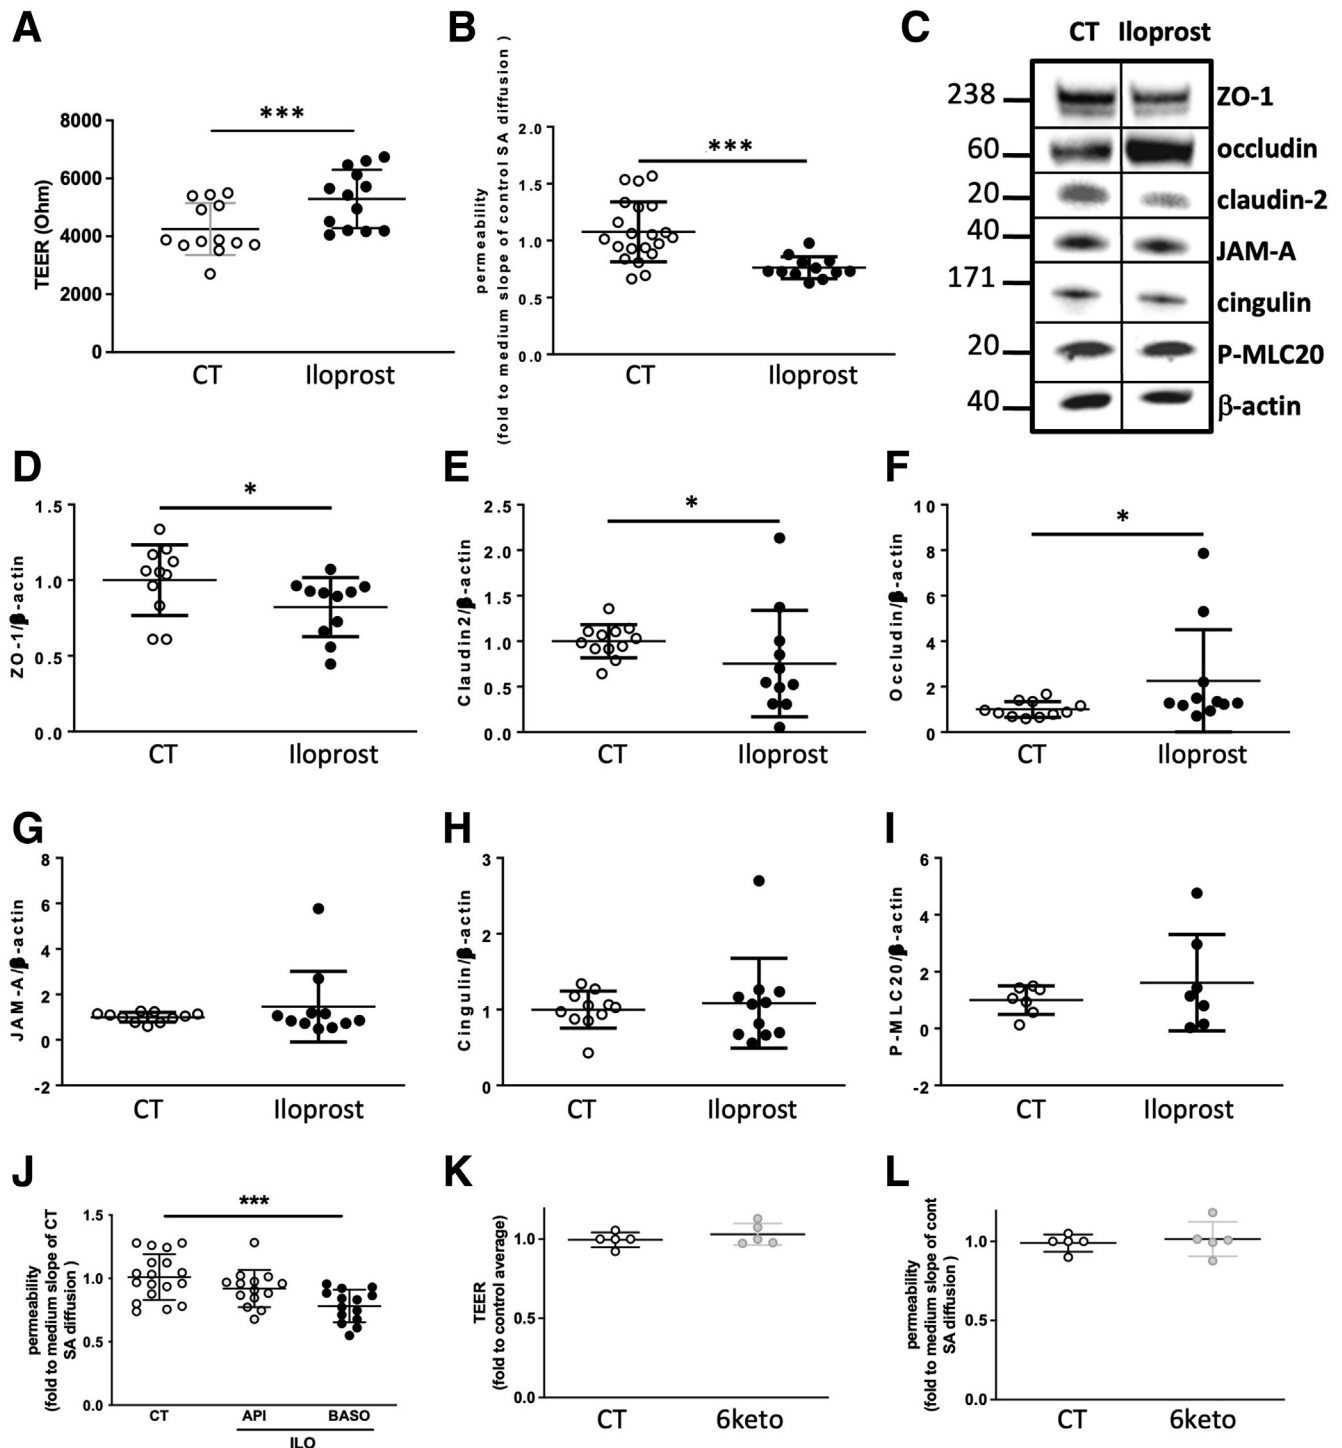 A
TEER (Ohm)
8000
6000
4000
2000
0
***
CT
Iloprost
B
permeability
(fold to medium slope of control SA diffusion )
2.0
1.5
1.0
0.5
0.0
***
CT
Iloprost
C
CT Iloprost
238 ZO-1
60 occludin
20 claudin-2
40 JAM-A
171 cingulin
20 P-MLC20
40 β-actin
D
ZO-1/β-actin
1.5
1.0
0.5
0.0
*
CT
Iloprost
E
Claudin2/β-actin
2.5
2.0
1.5
1.0
0.5
0.0
*
CT
Iloprost
F
Occludin/β-actin
10
8
6
4
2
0
*
CT
Iloprost
G
JAM-A/β-actin
8
6
4
2
0
-2
CT
Iloprost
H
Cingulin/β-actin
3
2
1
0
CT
Iloprost
I
P-MLC20/β-actin
6
4
2
0
-2
CT
Iloprost
J
permeability
(fold to medium slope of CT
SA diffusion )
1.5
1.0
0.5
0.0
***
CT
API
BASO
ILO
K
TEER
(fold to control average)
1.0
0.5
0.0
CT
6keto
L
permeability
(fold to medium slope of cont
SA diffusion )
1.0
0.5
0.0
CT
6keto